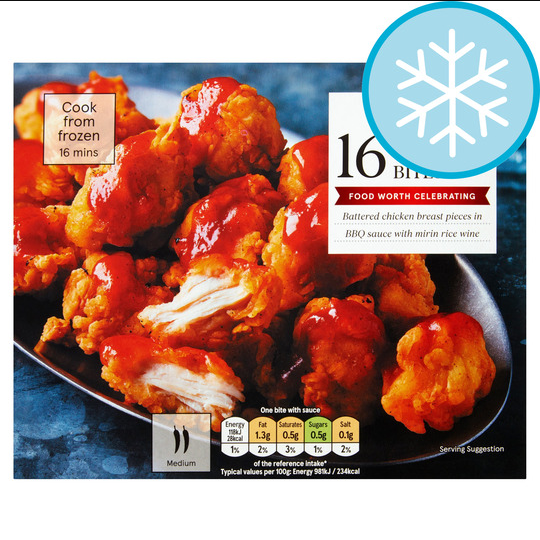 Cook
from
frozen
16 mins
16
FOOD WORTH CELEBRATING
Battered chicken breast pieces in
BBQ sauce with mirin rice wine
One bite with sauce
Energy
118kJ
28kcal
1%
Fat
1.3g
2%
Saturates
0.5g
3%
Sugars
0.5g
1%
Salt
0.1g
2%
of the reference intake*
Typical values per 100g: Energy 981kJ / 234kcal
Medium
Serving Suggestion